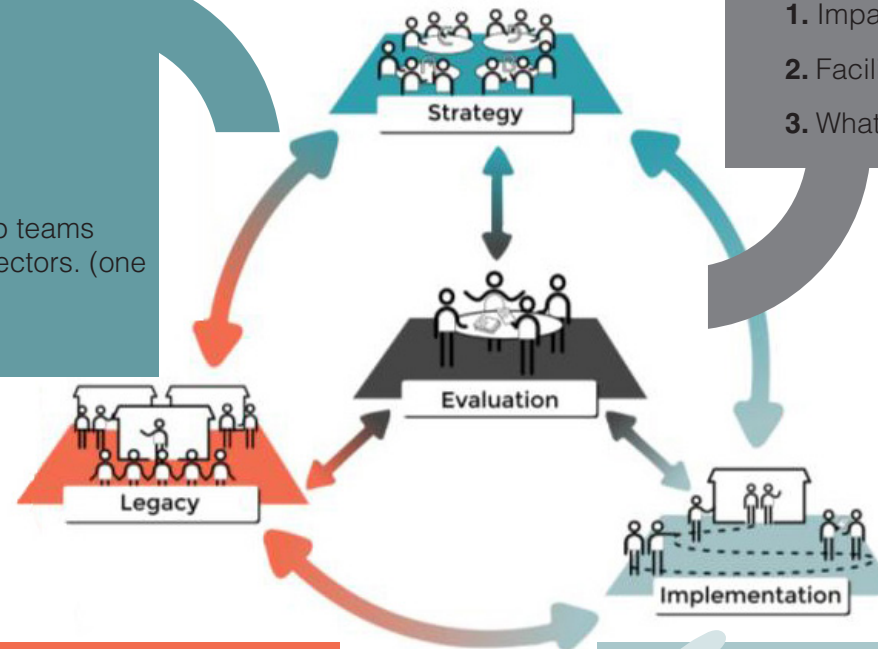 1. Impa
2. Facil
3. What
Strategy
teams
ectors. (one
Evaluation
Legacy
Implementation